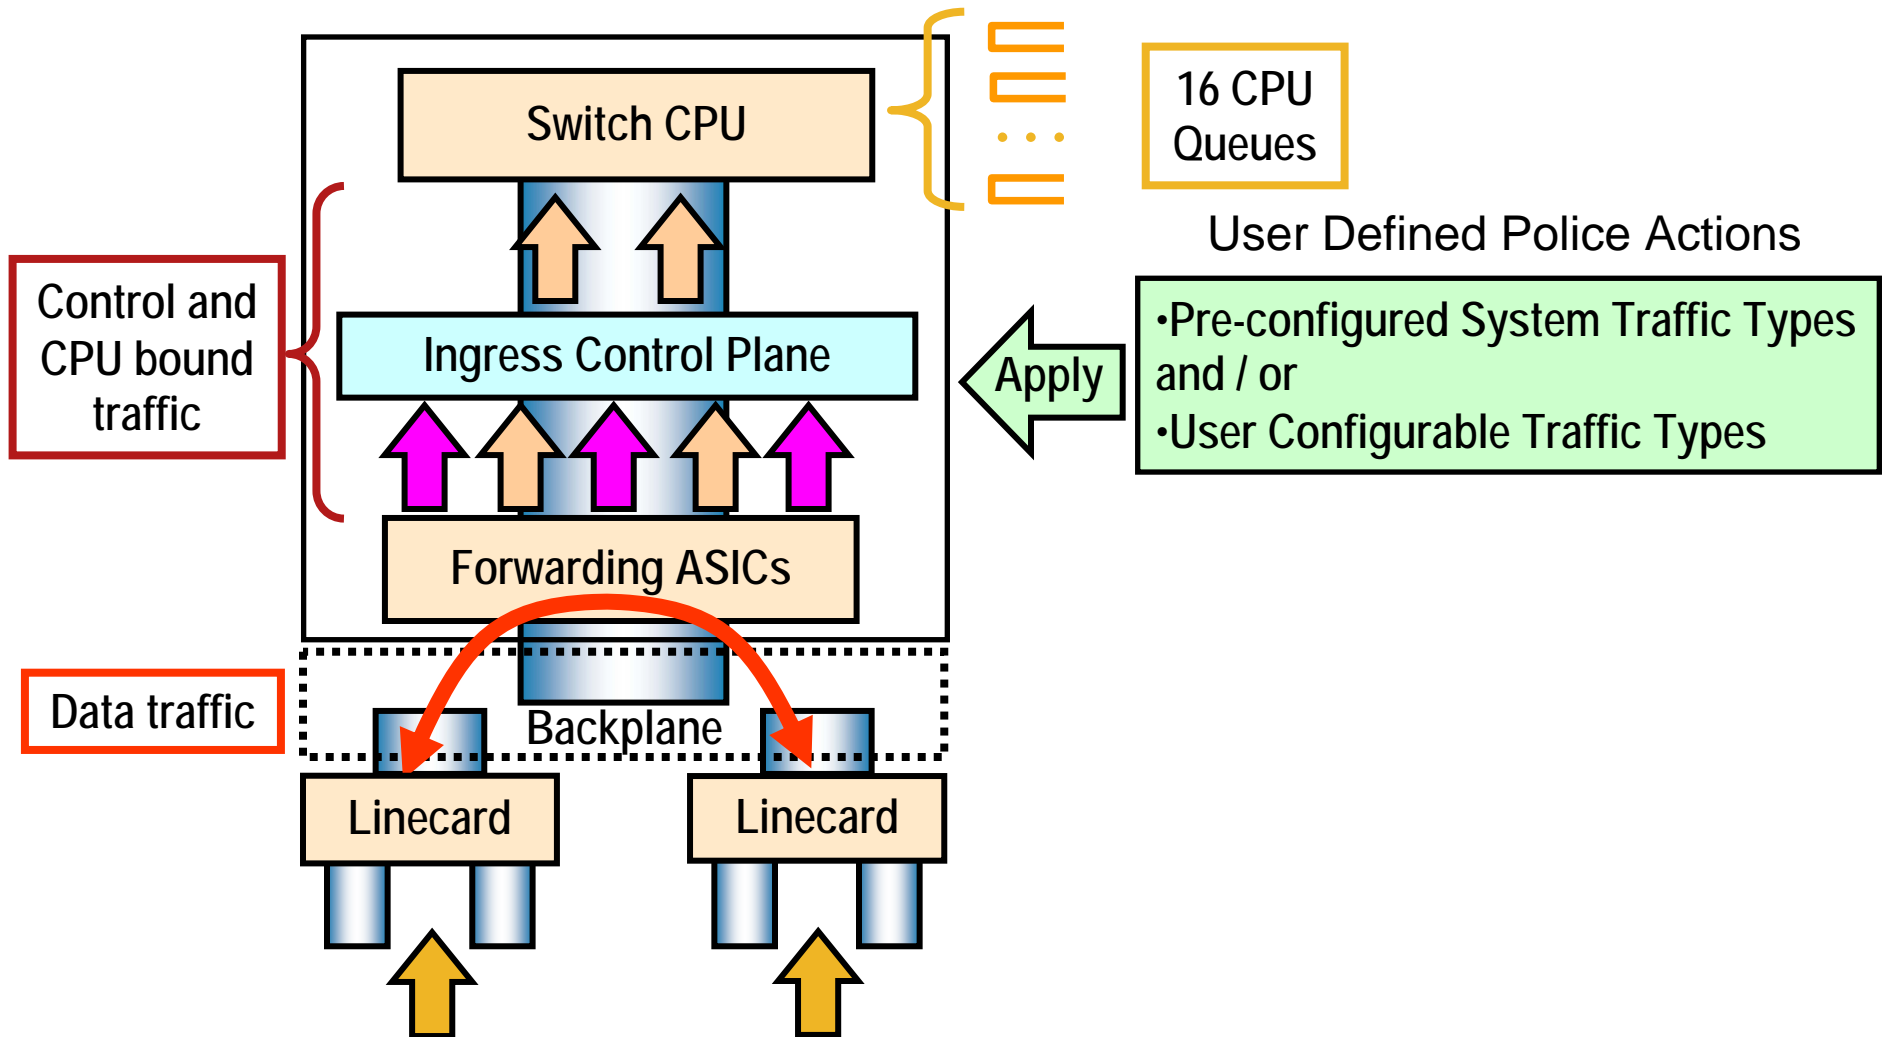 Switch CPU
16 CPU
Queues
User Defined Police Actions
Control and
CPU bound
traffic
Ingress Control Plane
Apply
•Pre-configured System Traffic Types
and / or
•User Configurable Traffic Types
Forwarding ASICs
Data traffic
Backplane
Linecard
Linecard